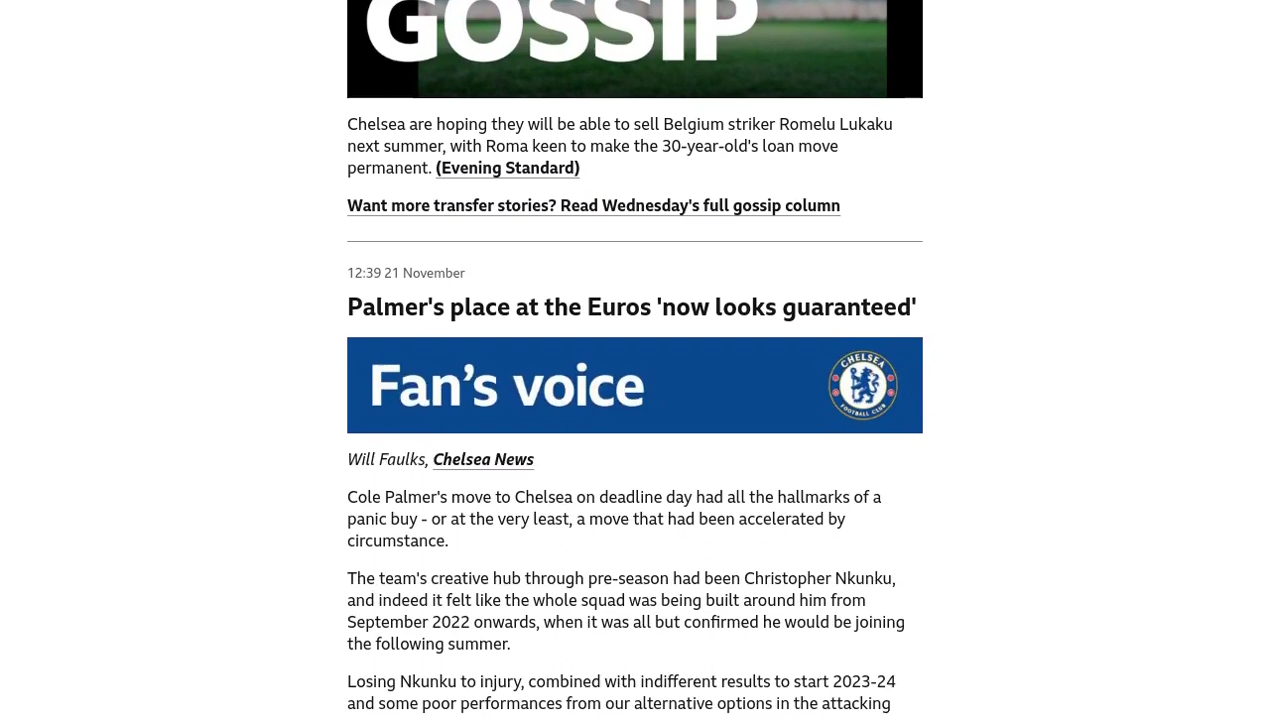 GOSSIP
Chelsea are hoping they will be able to sell Belgium striker Romelu Lukaku
next summer, with Roma keen to make the 30-year-old's loan move
permanent. (Evening Standard)
Want more transfer stories? Read Wednesday's full gossip column
12:39 21 November
Palmer's place at the Euros 'now looks guaranteed'
Fan’s voice
CHELSEA
FOOTBALL CLUB
Will Faulks, Chelsea News
Cole Palmer's move to Chelsea on deadline day had all the hallmarks of a
panic buy - or at the very least, a move that had been accelerated by
circumstance.
The team's creative hub through pre-season had been Christopher Nkunku,
and indeed it felt like the whole squad was being built around him from
September 2022 onwards, when it was all but confirmed he would be joining
the following summer.
Losing Nkunku to injury, combined with indifferent results to start 2023-24
and some poor performances from our alternative options in the attacking